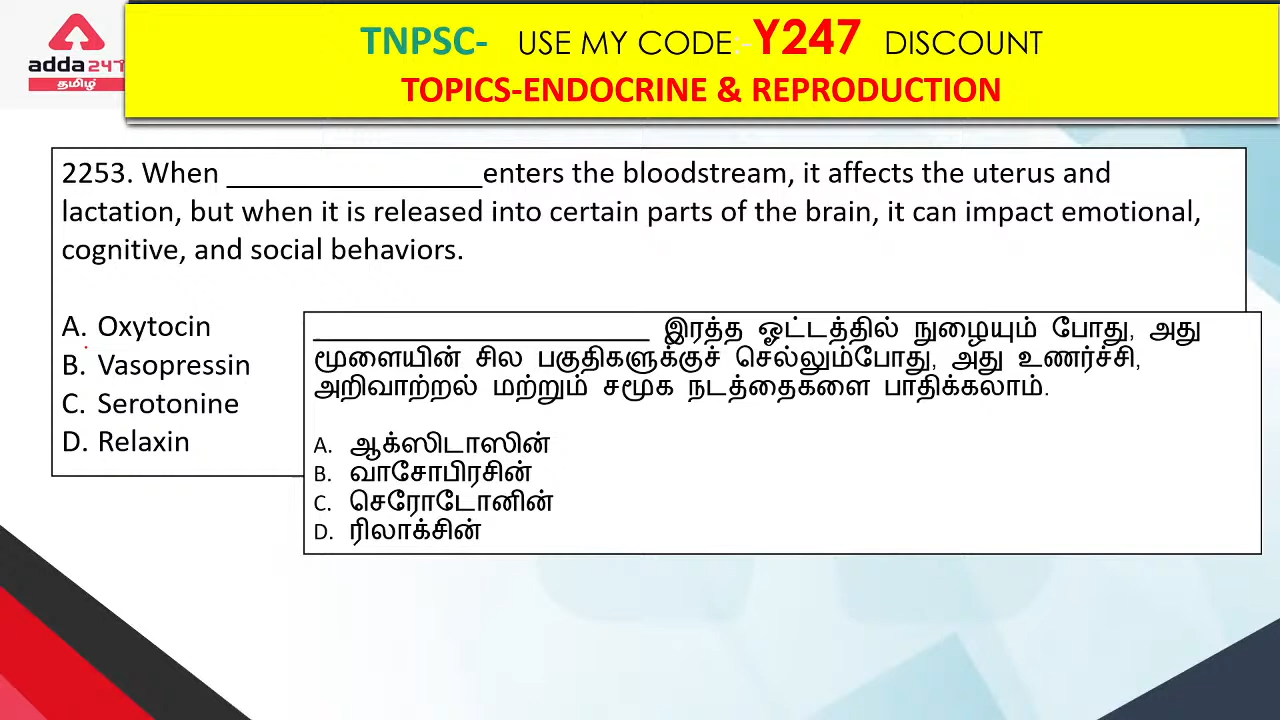 adda247
தமிழ்
TNPSC- USE MY CODE:-Y247 DISCOUNT
TOPICS-ENDOCRINE & REPRODUCTION
2253. When ________________enters the bloodstream, it affects the uterus and
lactation, but when it is released into certain parts of the brain, it can impact emotional,
cognitive, and social behaviors.
A. Oxytocin
B. Vasopressin
C. Serotonine
D. Relaxin
________________________ இரத்த ஓட்டத்தில் நுழையும் போது, அது
மூளையின் சில பகுதிகளுக்குச் செல்லும்போது, அது உணர்ச்சி,
அறிவாற்றல் மற்றும் சமூக நடத்தைகளை பாதிக்கலாம்.
A. ஆக்ஸிடாஸின்
B. வாசோபிரசின்
C. செரோடோனின்
D. ரிலாக்சின்